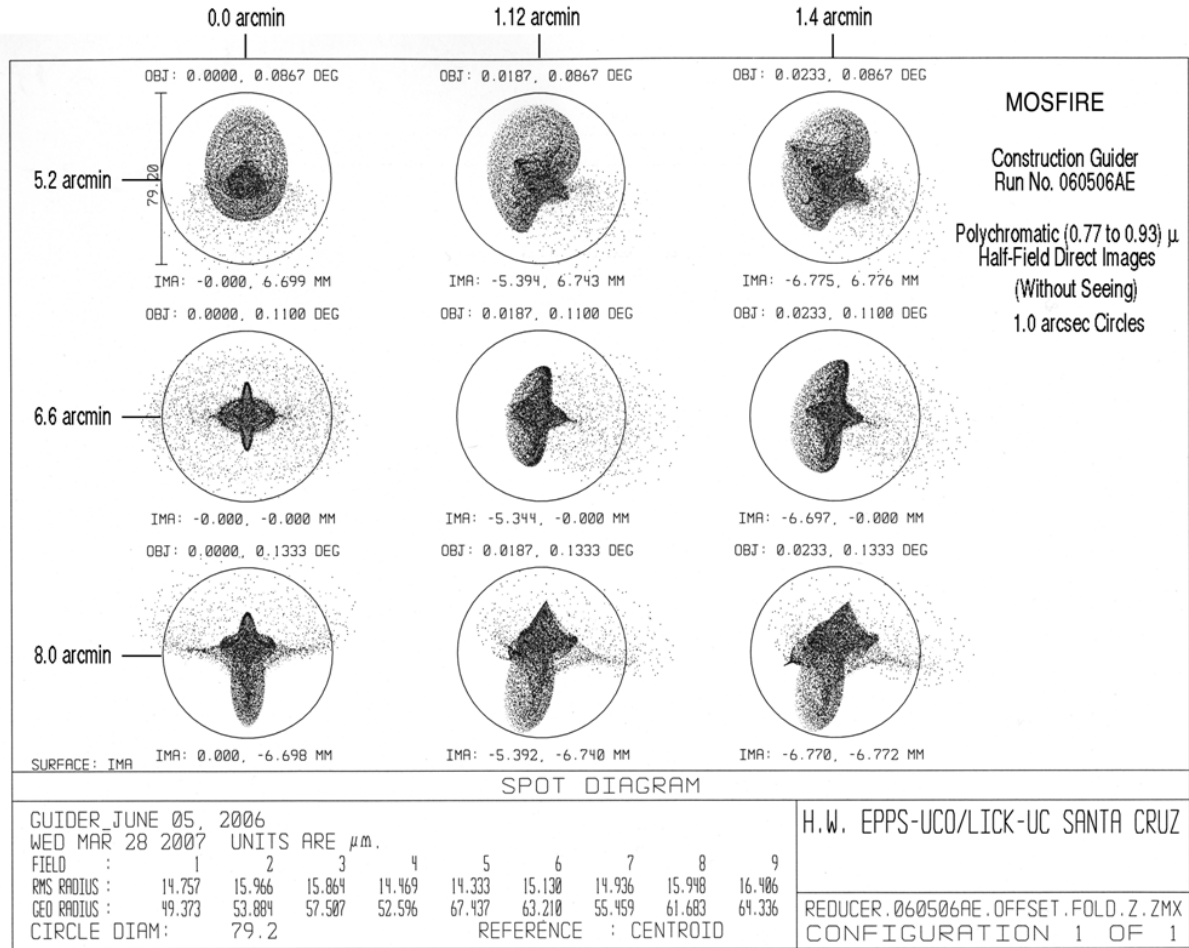 0.0 arcmin 1.12 arcmin 1.4 arcmin
OBJ: 0.0000, 0.0867 DEG OBJ: 0.0187, 0.0867 DEG OBJ: 0.0233, 0.0867 DEG
MOSFIRE
Construction Guider
Run No. 060506AE
Polychromatic (0.77 to 0.93) μ
Half-Field Direct Images
(Without Seeing)
1.0 arcsec Circles
5.2 arcmin
79.20
IMA: -0.000, 6.699 MM IMA: -5.394, 6.743 MM IMA: -6.775, 6.776 MM
OBJ: 0.0000, 0.1100 DEG OBJ: 0.0187, 0.1100 DEG OBJ: 0.0233, 0.1100 DEG
6.6 arcmin
IMA: -0.000, -0.000 MM IMA: -5.344, -0.000 MM IMA: -6.697, -0.000 MM
OBJ: 0.0000, 0.1333 DEG OBJ: 0.0187, 0.1333 DEG OBJ: 0.0233, 0.1333 DEG
8.0 arcmin
IMA: 0.000, -6.698 MM IMA: -5.392, -6.740 MM IMA: -6.770, -6.772 MM
SURFACE: IMA
SPOT DIAGRAM
GUIDER_JUNE 05, 2006
WED MAR 28 2007 UNITS ARE μm.
FIELD : 1 2 3 4 5 6 7 8 9
RMS RADIUS : 14.757 15.966 15.864 14.469 14.333 15.130 14.936 15.948 16.406
GEO RADIUS : 49.373 53.884 57.507 52.596 67.437 63.210 55.459 61.683 64.336
CIRCLE DIAM: 79.2 REFERENCE : CENTROID
H.W. EPPS-UCO/LICK-UC SANTA CRUZ
REDUCER.060506AE.OFFSET.FOLD.Z.ZMX
CONFIGURATION 1 OF 1